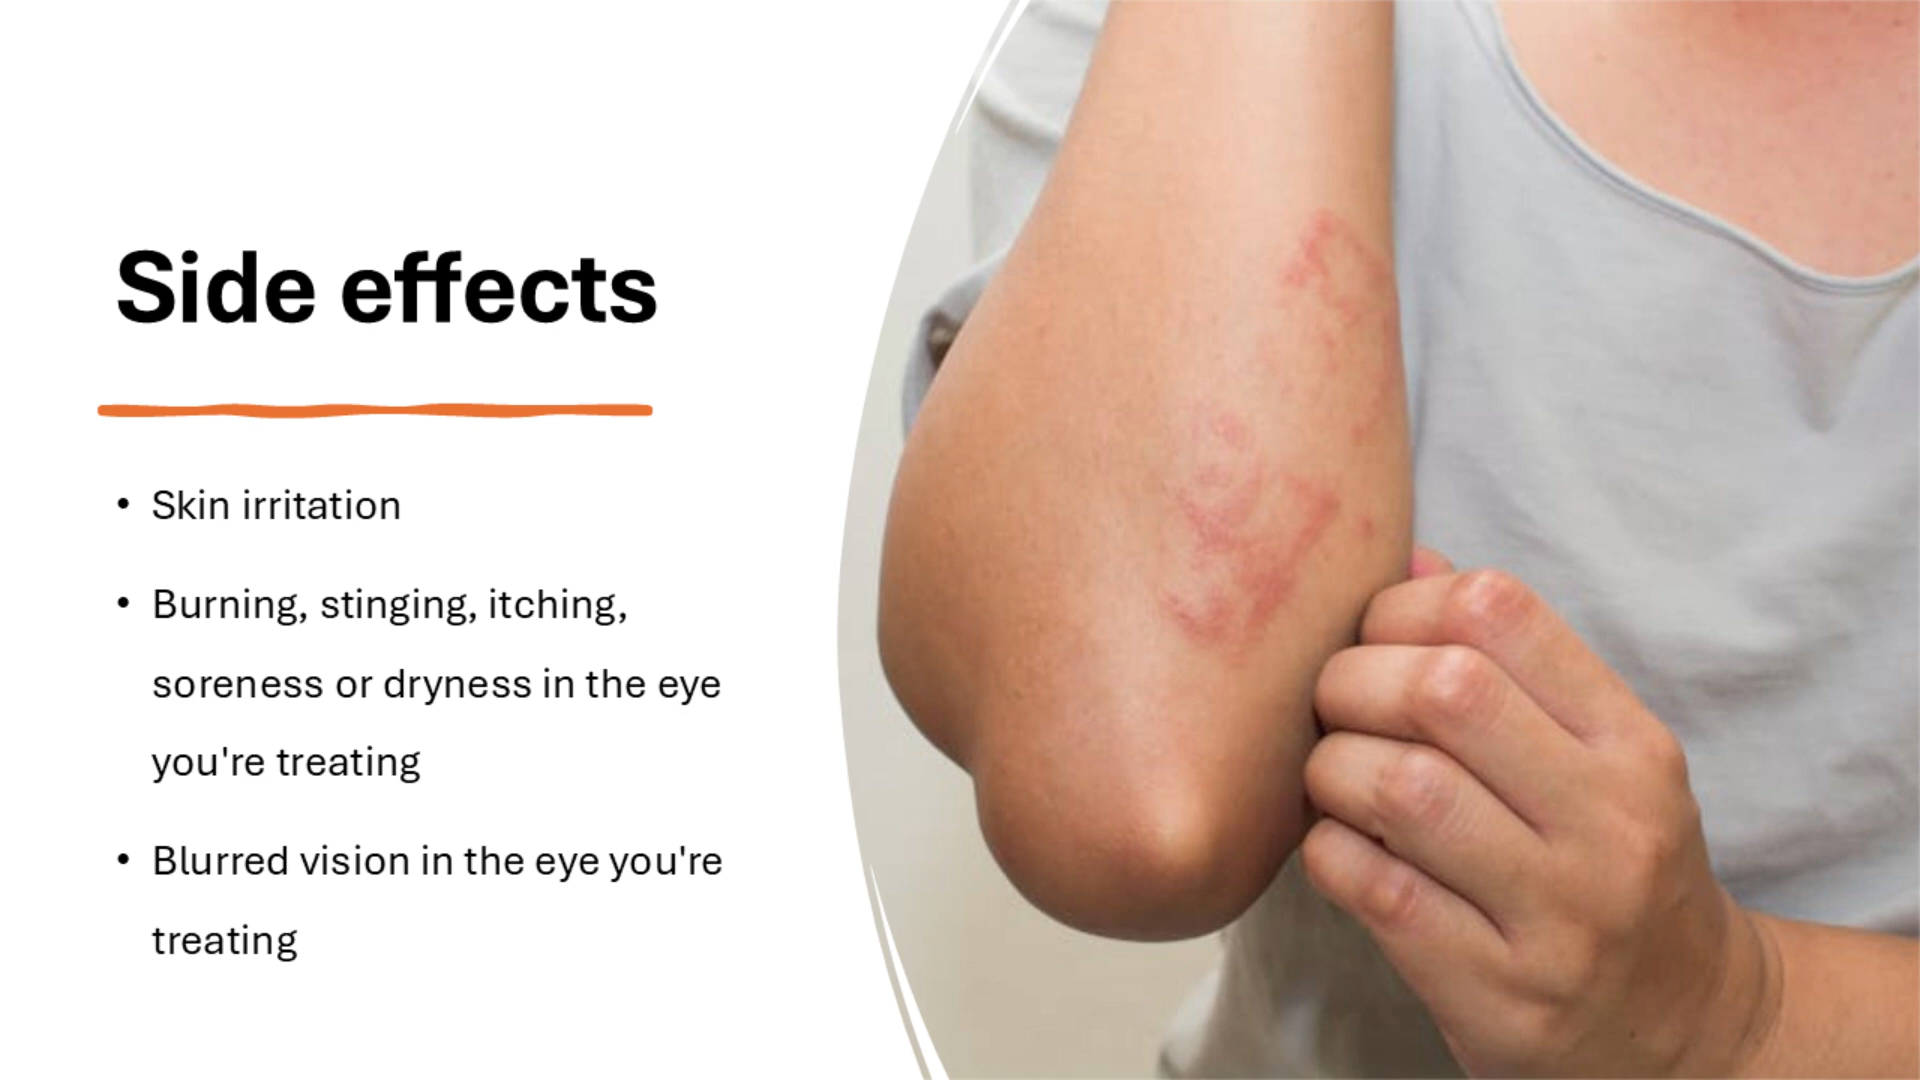 Side effects
• Skin irritation
• Burning, stinging, itching,
soreness or dryness in the eye
you're treating
• Blurred vision in the eye you're
treating